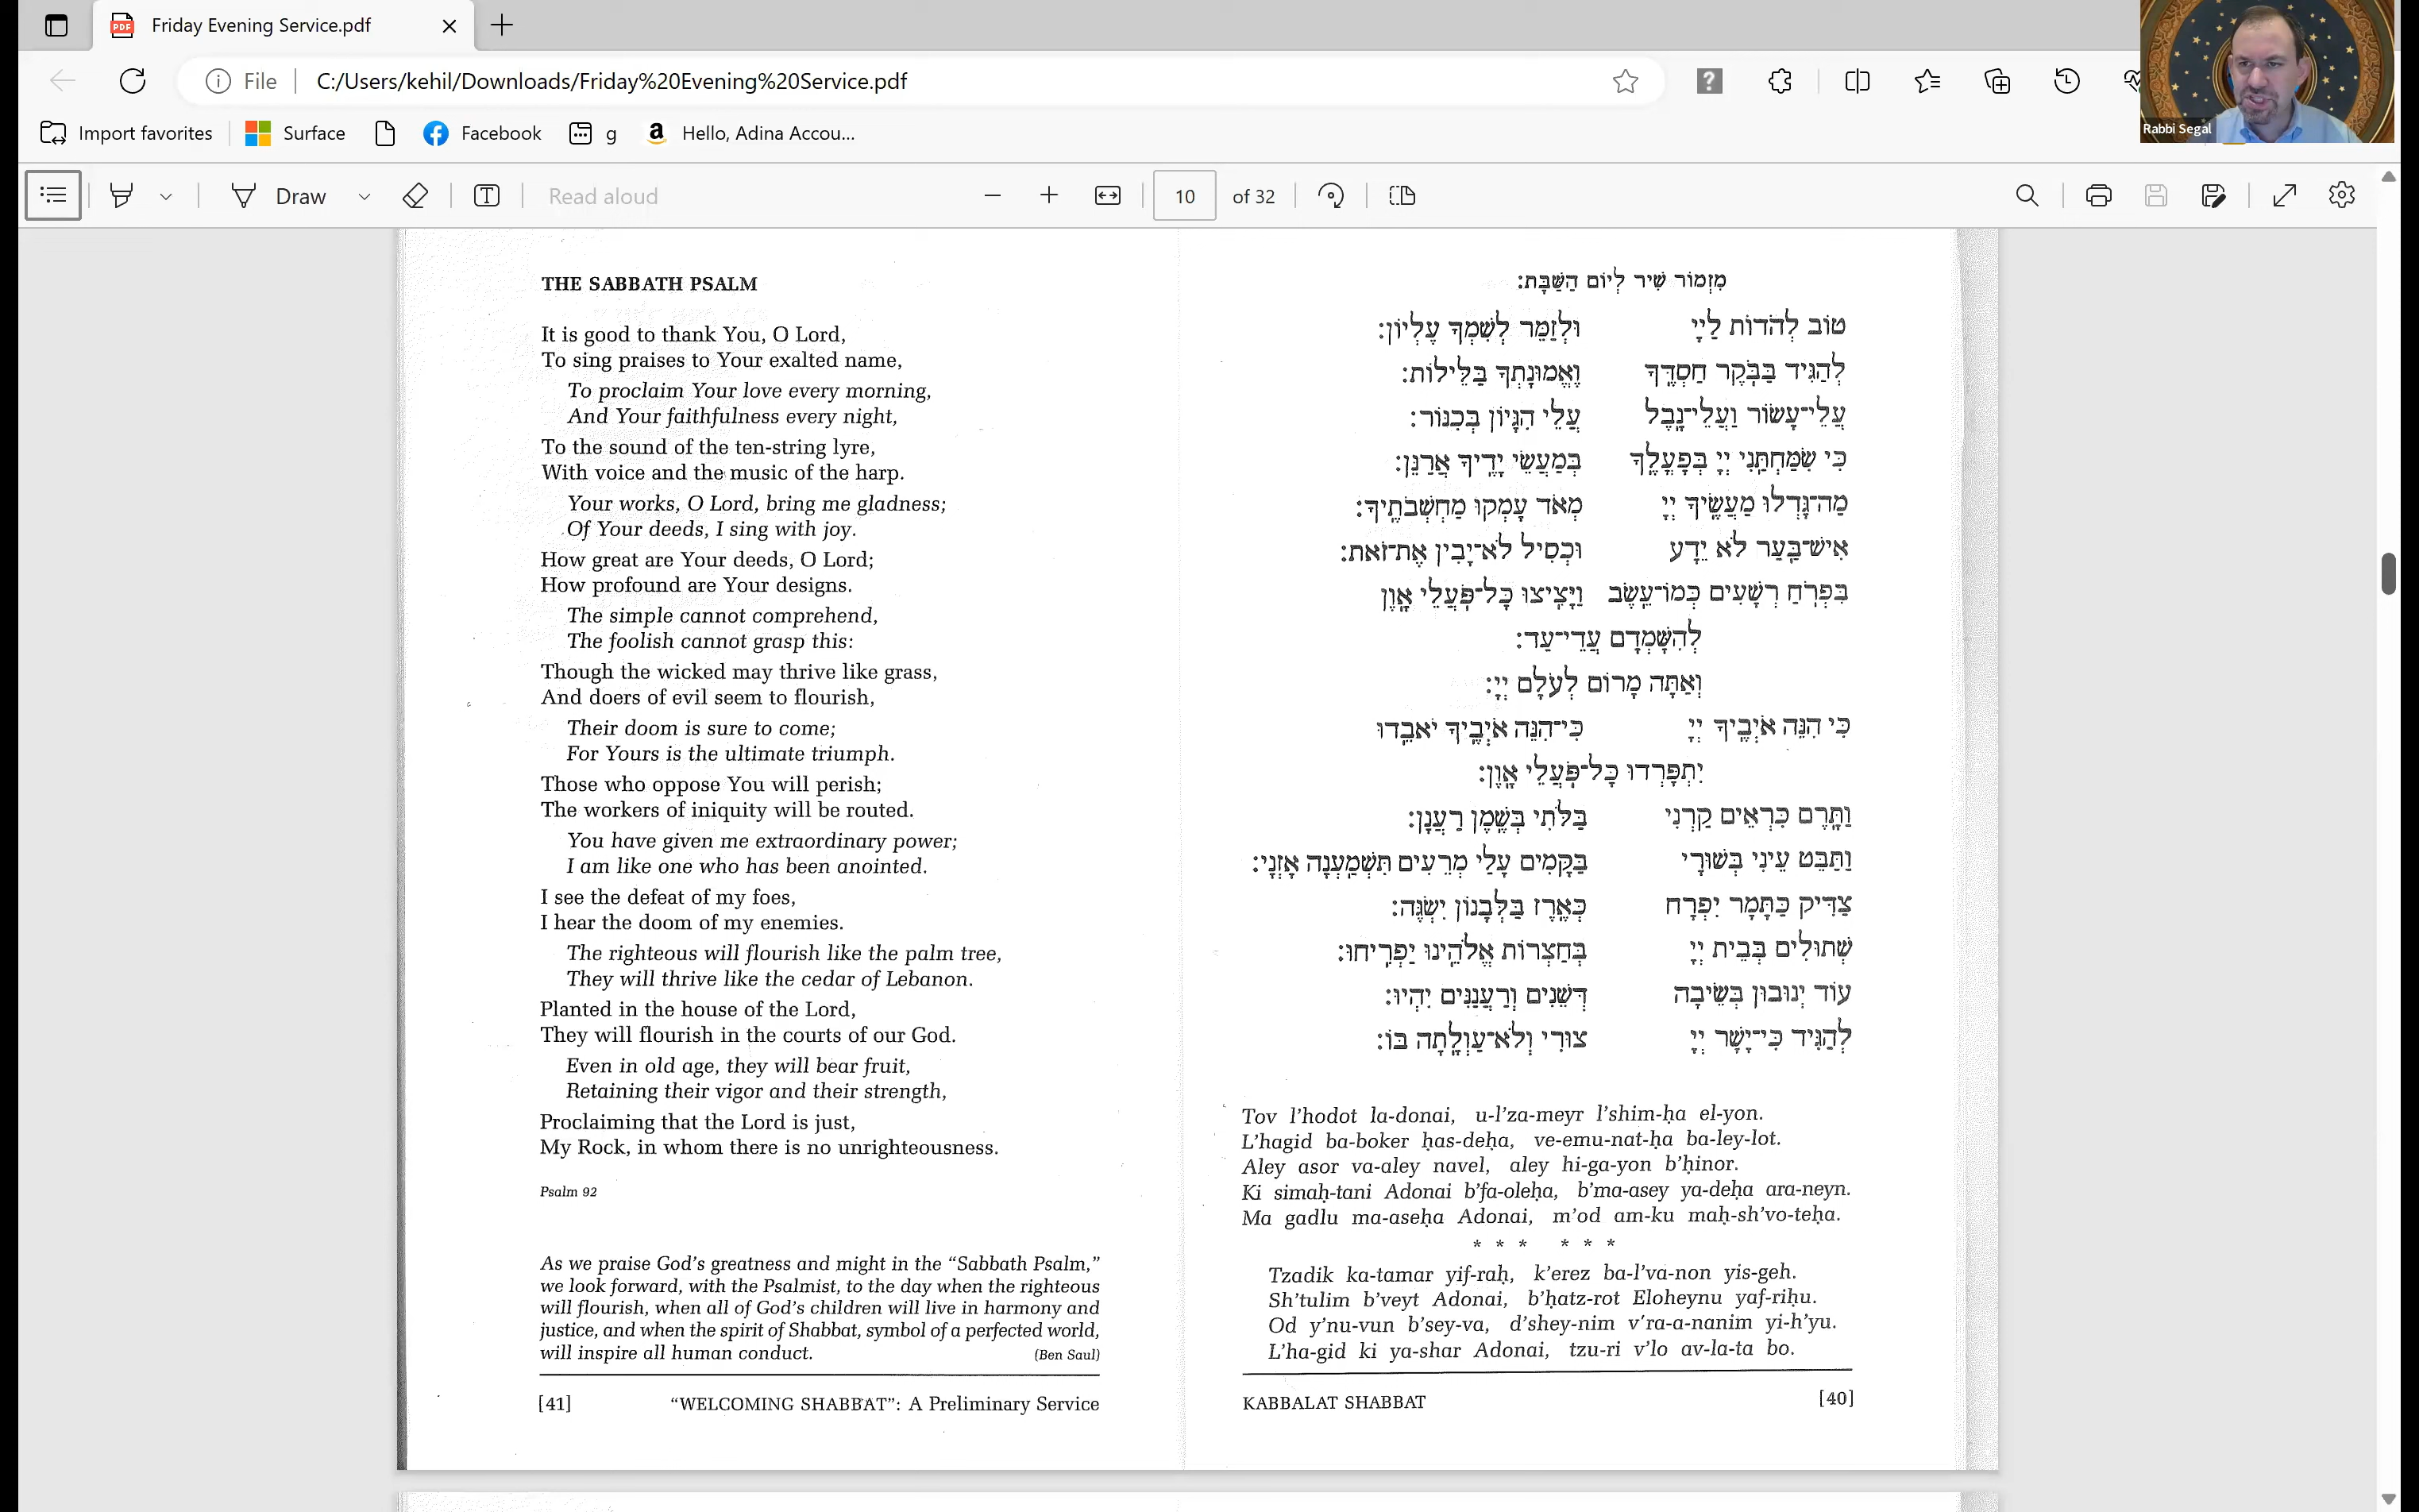 Friday Evening Service.pdf
File
C:/Users/kehil/Downloads/Friday%20Evening%20Service.pdf
Rabbi Segal
Import favorites
Surface
Facebook
g
Hello, Adina Accou...
Draw
Read aloud
10
of 32
THE SABBATH PSALM
It is good to thank You, O Lord,
To sing praises to Your exalted name,
To proclaim Your love every morning,
And Your faithfulness every night,
To the sound of the ten-string lyre,
With voice and the music of the harp.
Your works, O Lord, bring me gladness;
Of Your deeds, I sing with joy.
How great are Your deeds, O Lord;
How profound are Your designs.
The simple cannot comprehend,
The foolish cannot grasp this:
Though the wicked may thrive like grass,
And doers of evil seem to flourish,
Their doom is sure to come;
For Yours is the ultimate triumph.
Those who oppose You will perish;
The workers of iniquity will be routed.
You have given me extraordinary power;
I am like one who has been anointed.
I see the defeat of my foes,
I hear the doom of my enemies.
The righteous will flourish like the palm tree,
They will thrive like the cedar of Lebanon.
Planted in the house of the Lord,
They will flourish in the courts of our God.
Even in old age, they will bear fruit,
Retaining their vigor and their strength,
Proclaiming that the Lord is just,
My Rock, in whom there is no unrighteousness.
Psalm 92
As we praise God's greatness and might in the “Sabbath Psalm,”
we look forward, with the Psalmist, to the day when the righteous
will flourish, when all of God's children will live in harmony and
justice, and when the spirit of Shabbat, symbol of a perfected world,
will inspire all human conduct. (Ben Saul)
[41] “WELCOMING SHABBAT”: A Preliminary Service
מִזְמוֹר שִׁיר לְיוֹם הַשַּׁבָּת:
טוֹב לְהֹדוֹת לַיְיָ וּלְזַמֵּר לְשִׁמְךָ עֶלְיוֹן:
לְהַגִּיד בַּבֹּקֶר חַסְדֶּךָ וֶאֱמוּנָתְךָ בַּלֵּילוֹת:
עֲלֵי־עָשׂוֹר וַעֲלֵי־נָבֶל עֲלֵי הִגָּיוֹן בְּכִנּוֹר:
כִּי שִׂמַּחְתַּנִי יְיָ בְּפָעֳלֶךָ בְּמַעֲשֵׂי יָדֶיךָ אֲרַנֵּן:
מַה־גָּדְלוּ מַעֲשֶׂיךָ יְיָ מְאֹד עָמְקוּ מַחְשְׁבֹתֶיךָ:
אִישׁ־בַּעַר לֹא יֵדָע וּכְסִיל לֹא־יָבִין אֶת־זֹאת:
בִּפְרֹחַ רְשָׁעִים כְּמוֹ־עֵשֶׂב וַיָּצִיצוּ כָּל־פֹּעֲלֵי אָוֶן
לְהִשָּׁמְדָם עֲדֵי־עַד:
וְאַתָּה מָרוֹם לְעֹלָם יְיָ:
כִּי הִנֵּה אֹיְבֶיךָ יְיָ כִּי־הִנֵּה אֹיְבֶיךָ יֹאבֵדוּ
יִתְפָּרְדוּ כָּל־פֹּעֲלֵי אָוֶן:
וַתָּרֶם כִּרְאֵים קַרְנִי בַּלֹּתִי בְּשֶׁמֶן רַעֲנָן:
וַתַּבֵּט עֵינִי בְּשׁוּרָי בַּקָּמִים עָלַי מְרֵעִים תִּשְׁמַעְנָה אָזְנָי:
צַדִּיק כַּתָּמָר יִפְרָח כְּאֶרֶז בַּלְּבָנוֹן יִשְׂגֶּה:
שְׁתוּלִים בְּבֵית יְיָ בְּחַצְרוֹת אֱלֹהֵינוּ יַפְרִיחוּ:
עוֹד יְנוּבוּן בְּשֵׂיבָה דְּשֵׁנִים וְרַעֲנַנִּים יִהְיוּ:
לְהַגִּיד כִּי־יָשָׁר יְיָ צוּרִי וְלֹא־עַוְלָתָה בּוֹ:
Tov l'hodot la-donai, u-l'za-meyr l'shim-ḥa el-yon.
L'hagid ba-boker ḥas-deḥa, ve-emu-nat-ḥa ba-ley-lot.
Aley asor va-aley navel, aley hi-ga-yon b'ḥinor.
Ki simaḥ-tani Adonai b'fa-oleḥa, b'ma-asey ya-deḥa ara-neyn.
Ma gadlu ma-aseḥa Adonai, m'od am-ku maḥ-sh'vo-teḥa.
* * * * * *
Tzadik ka-tamar yif-raḥ, k'erez ba-l'va-non yis-geh.
Sh'tulim b'veyt Adonai, b'ḥatz-rot Eloheynu yaf-riḥu.
Od y'nu-vun b'sey-va, d'shey-nim v'ra-a-nanim yi-h'yu.
L'ha-gid ki ya-shar Adonai, tzu-ri v'lo av-la-ta bo.
KABBALAT SHABBAT [40]